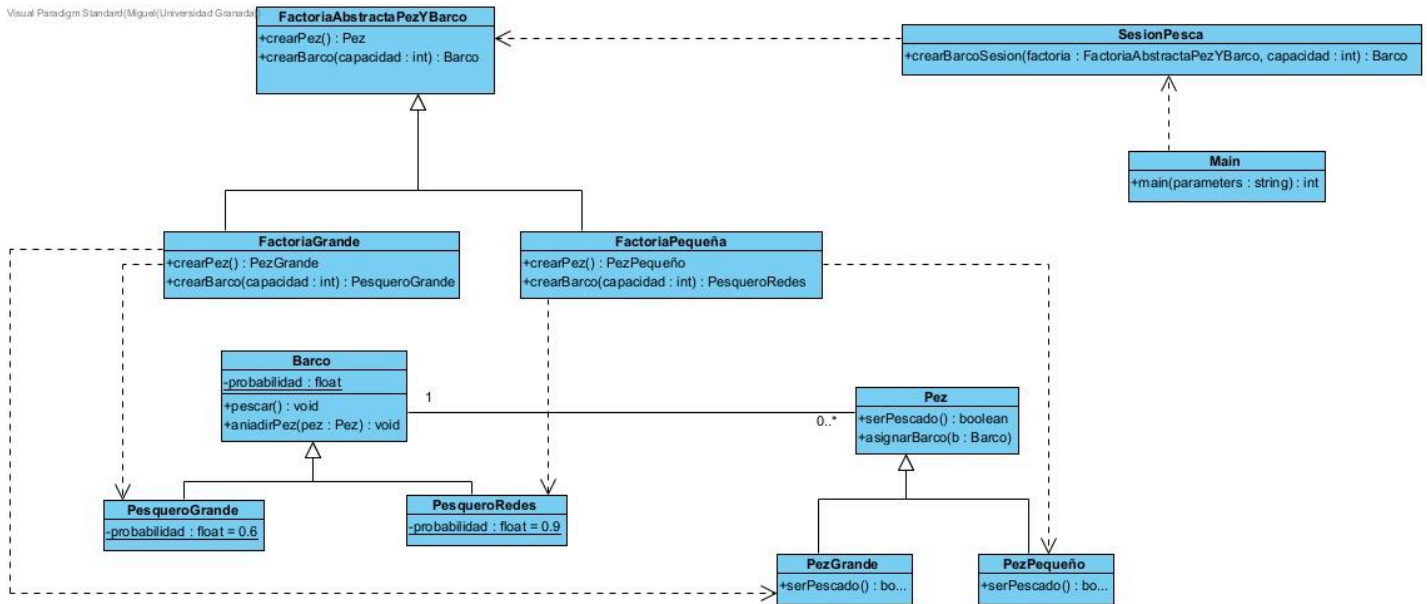 Visual Paradigm Standard(Miguel(Universidad Granada))
FactoriaAbstractaPezYBarco
+crearPez() : Pez
+crearBarco(capacidad : int) : Barco
SesionPesca
+crearBarcoSesion(factoria : FactoriaAbstractaPezYBarco, capacidad : int) : Barco
Main
+main(parameters : string) : int
FactoriaGrande
+crearPez() : PezGrande
+crearBarco(capacidad : int) : PesqueroGrande
FactoriaPequeña
+crearPez() : PezPequeño
+crearBarco(capacidad : int) : PesqueroRedes
Barco
-probabilidad : float
+pescar() : void
+aniadirPez(pez : Pez) : void
1
0..*
Pez
+serPescado() : boolean
+asignarBarco(b : Barco)
PesqueroGrande
-probabilidad : float = 0.6
PesqueroRedes
-probabilidad : float = 0.9
PezGrande
+serPescado() : bo...
PezPequeño
+serPescado() : bo...